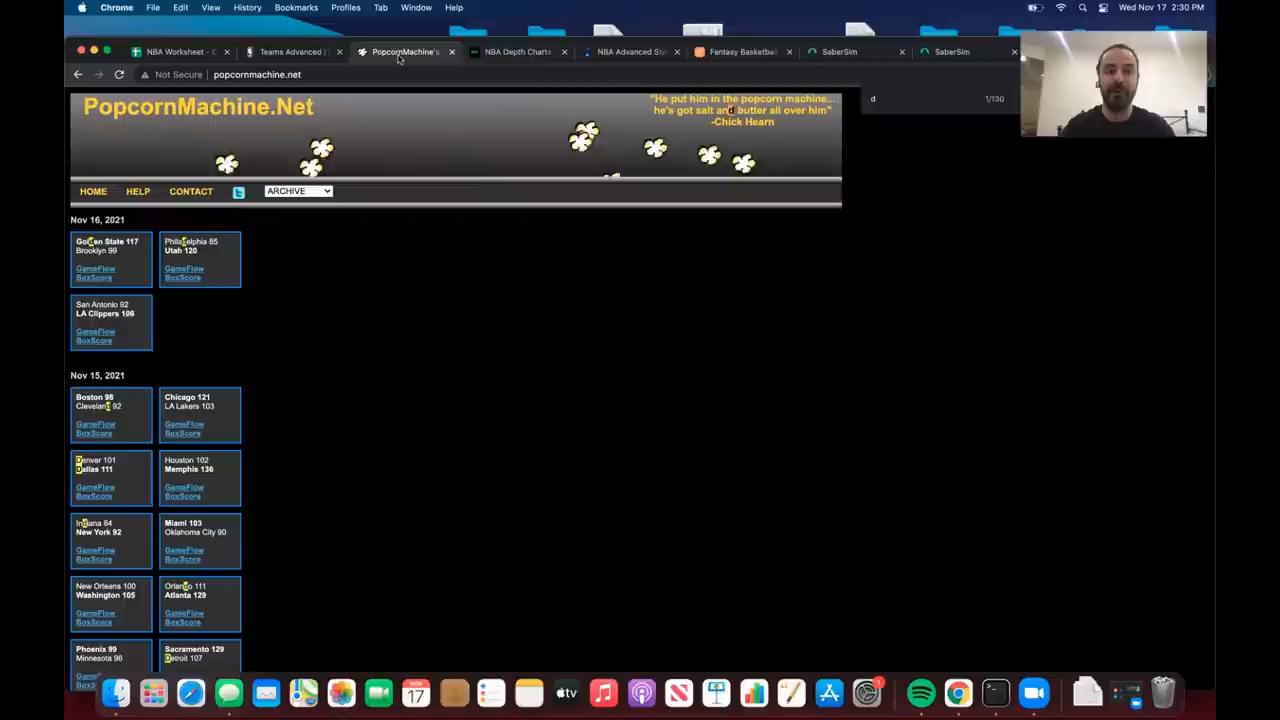 Chrome File Edit View History Bookmarks Profiles Tab Window Help Wed Nov 17 2:30 PM
NBA Worksheet - G Teams Advanced | PopcornMachine's NBA Depth Charts NBA Advanced Sta Fantasy Basketball SaberSim SaberSim
Not Secure | popcornmachine.net
d 1/130
PopcornMachine.Net
"He put him in the popcorn machine...
he's got salt and butter all over him"
-Chick Hearn
HOME HELP CONTACT ARCHIVE
Nov 16, 2021
Golden State 117
Brooklyn 99
GameFlow
BoxScore
Philadelphia 85
Utah 120
GameFlow
BoxScore
San Antonio 92
LA Clippers 106
GameFlow
BoxScore
Nov 15, 2021
Boston 98
Cleveland 92
GameFlow
BoxScore
Chicago 121
LA Lakers 103
GameFlow
BoxScore
Denver 101
Dallas 111
GameFlow
BoxScore
Houston 102
Memphis 136
GameFlow
BoxScore
Indiana 84
New York 92
GameFlow
BoxScore
Miami 103
Oklahoma City 90
GameFlow
BoxScore
New Orleans 100
Washington 105
GameFlow
BoxScore
Orlando 111
Atlanta 129
GameFlow
BoxScore
Phoenix 99
Minnesota 96
GameFlow
Sacramento 129
Detroit 107
17
tv
1